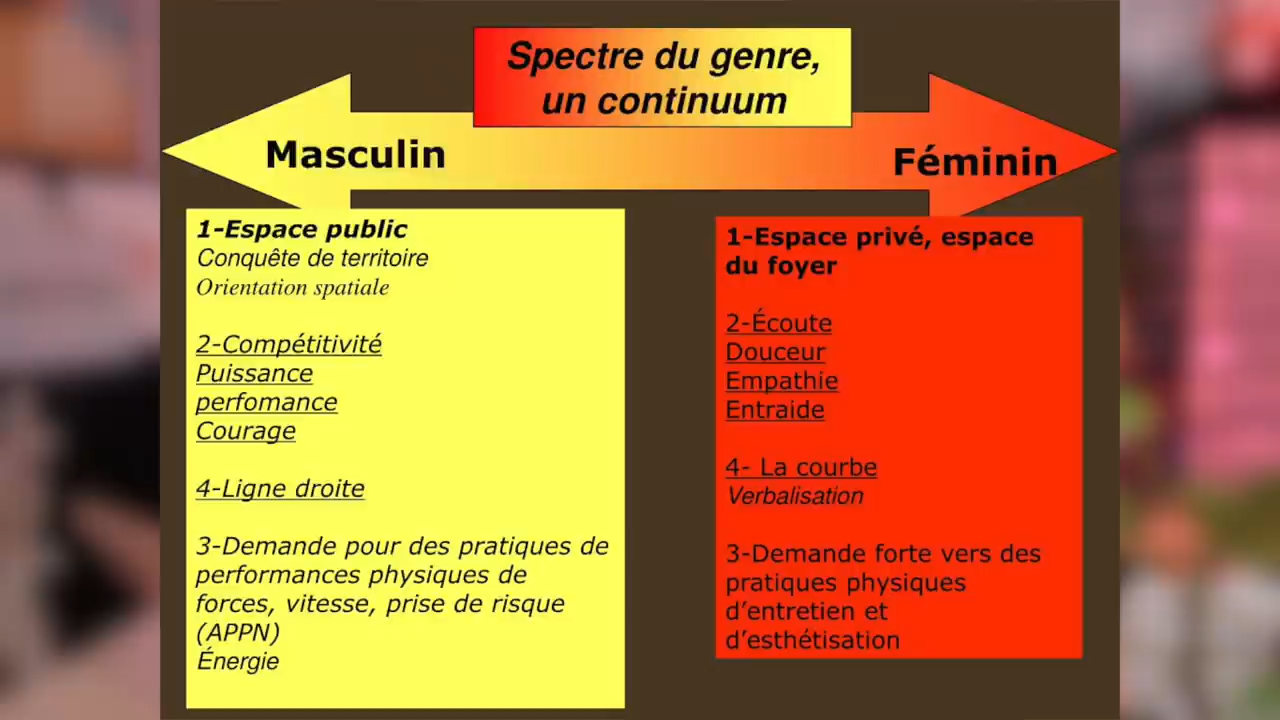 Spectre du genre,
un continuum
Masculin
Féminin
1-Espace public
Conquête de territoire
Orientation spatiale
2-Compétitivité
Puissance
perfomance
Courage
4-Ligne droite
3-Demande pour des pratiques de
performances physiques de
forces, vitesse, prise de risque
(APPN)
Énergie
1-Espace privé, espace
du foyer
2-Écoute
Douceur
Empathie
Entraide
4- La courbe
Verbalisation
3-Demande forte vers des
pratiques physiques
d’entretien et
d’esthétisation